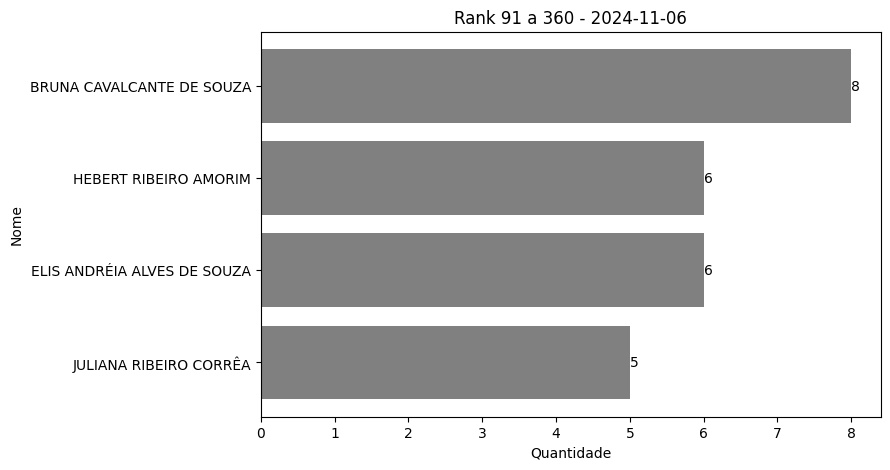 Rank 91 a 360 - 2024-11-06
Nome
BRUNA CAVALCANTE DE SOUZA
8
HEBERT RIBEIRO AMORIM
6
ELIS ANDRÉIA ALVES DE SOUZA
6
JULIANA RIBEIRO CORRÊA
5
0 1 2 3 4 5 6 7 8
Quantidade